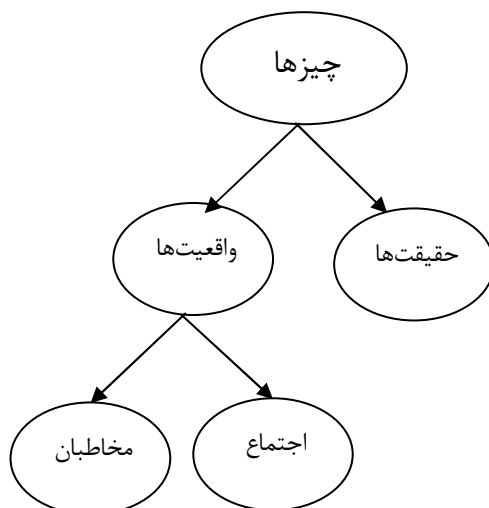 چیزها
حقیقت‌ها
واقعیت‌ها
اجتماع
مخاطبان